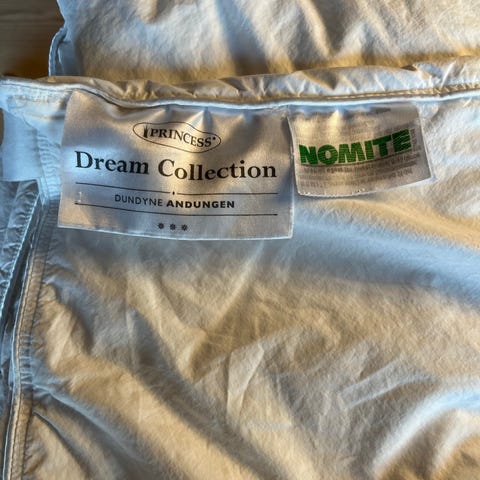 PRINCESS
Dream Collection
DUNDYNE ANDUNGEN
NOMITE